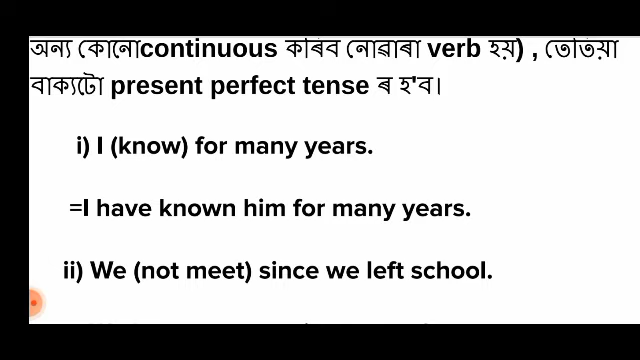 অন্য কোনোcontinuous কৰিব নোৱাৰা verb হয়) , তেতিয়া
বাক্যটো present perfect tense ৰ হ'ব।
i) I (know) for many years.
=I have known him for many years.
ii) We (not meet) since we left school.